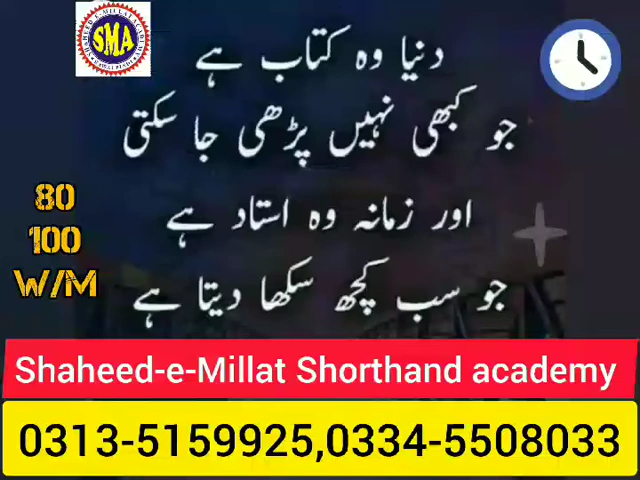 SMA
دنیا وہ کتاب ہے
جو کبھی نہیں پڑھی جا سکتی
اور زمانہ وہ استاد ہے
جو سب کچھ سکھا دیتا ہے
80
100
W/M
Shaheed-e-Millat Shorthand academy
0313-5159925,0334-5508033